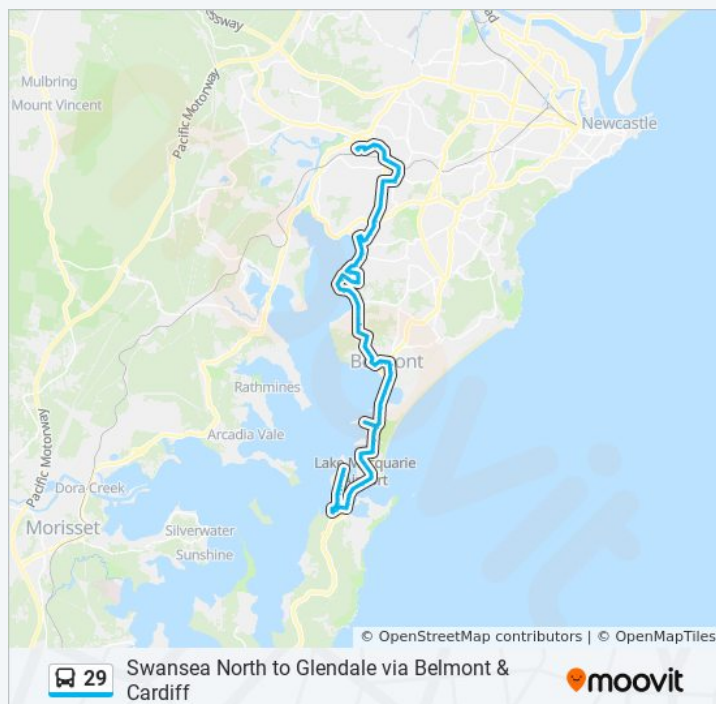 Mulbring
Mount Vincent
Pacific Motorway
Newcastle
Rathmines
Arcadia Vale
Lake
Pacific Motorway
Dora Creek
Morisset
Silverwater
Sunshine
© OpenStreetMap contributors | © OpenMapTiles
29
Swansea North to Glendale via Belmont &
Cardiff
moovit